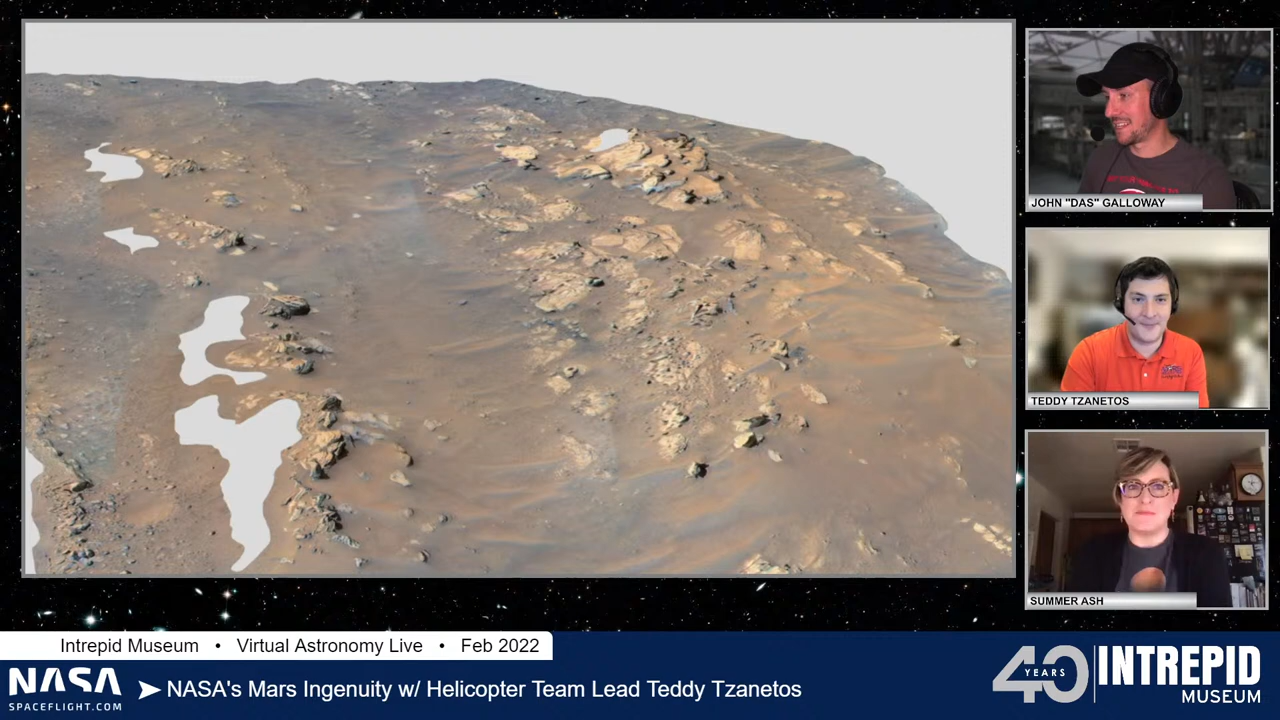 JOHN "DAS" GALLOWAY
TEDDY TZANETOS
SUMMER ASH
Intrepid Museum • Virtual Astronomy Live • Feb 2022
NASA
SPACEFLIGHT.COM
NASA's Mars Ingenuity w/ Helicopter Team Lead Teddy Tzanetos
40
YEARS
INTREPID
MUSEUM